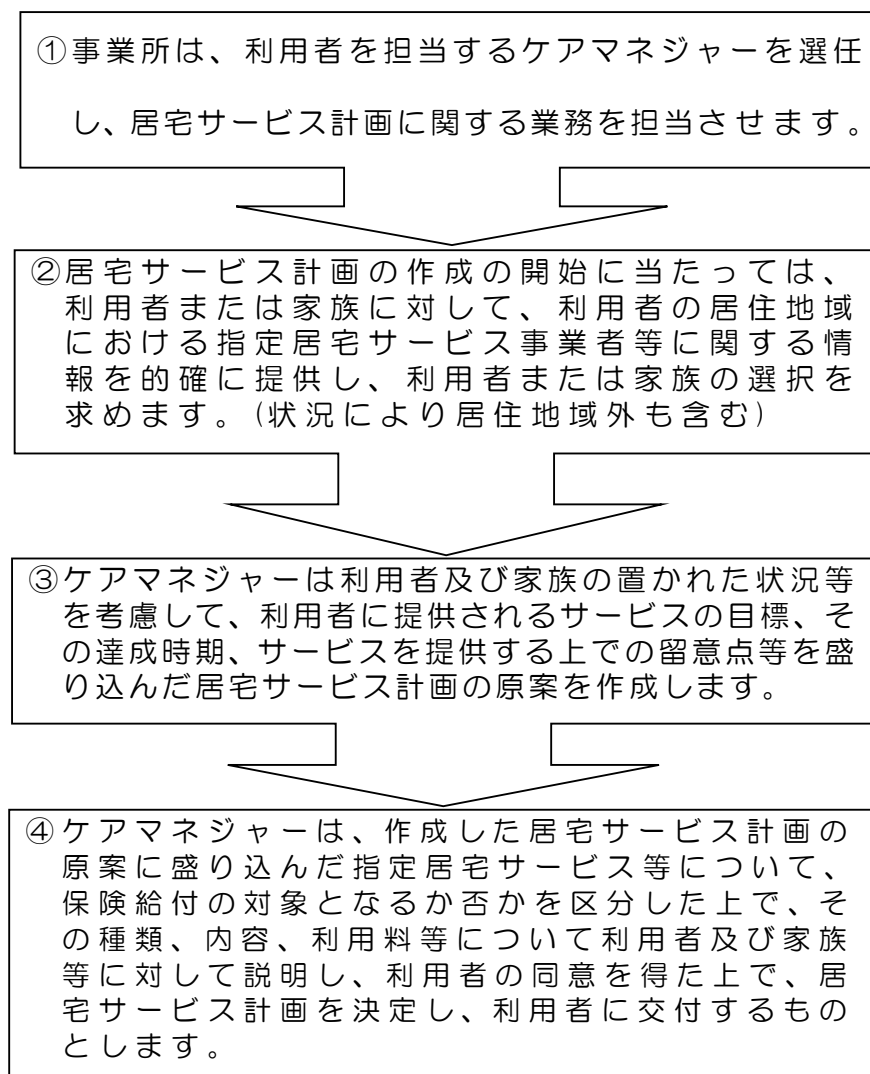 ①事業所は、利用者を担当するケアマネジャーを選任
し、居宅サービス計画に関する業務を担当させます。
②居宅サービス計画の作成の開始に当たっては、
利用者または家族に対して、利用者の居住地域
における指定居宅サービス事業者等に関する情
報を的確に提供し、利用者または家族の選択を
求めます。(状況により居住地域外も含む)
③ケアマネジャーは利用者及び家族の置かれた状況等
を考慮して、利用者に提供されるサービスの目標、そ
の達成時期、サービスを提供する上での留意点等を盛
り込んだ居宅サービス計画の原案を作成します。
④ケアマネジャーは、作成した居宅サービス計画の
原案に盛り込んだ指定居宅サービス等について、
保険給付の対象となるか否かを区分した上で、そ
の種類、内容、利用料等について利用者及び家族
等に対して説明し、利用者の同意を得た上で、居
宅サービス計画を決定し、利用者に交付するもの
とします。